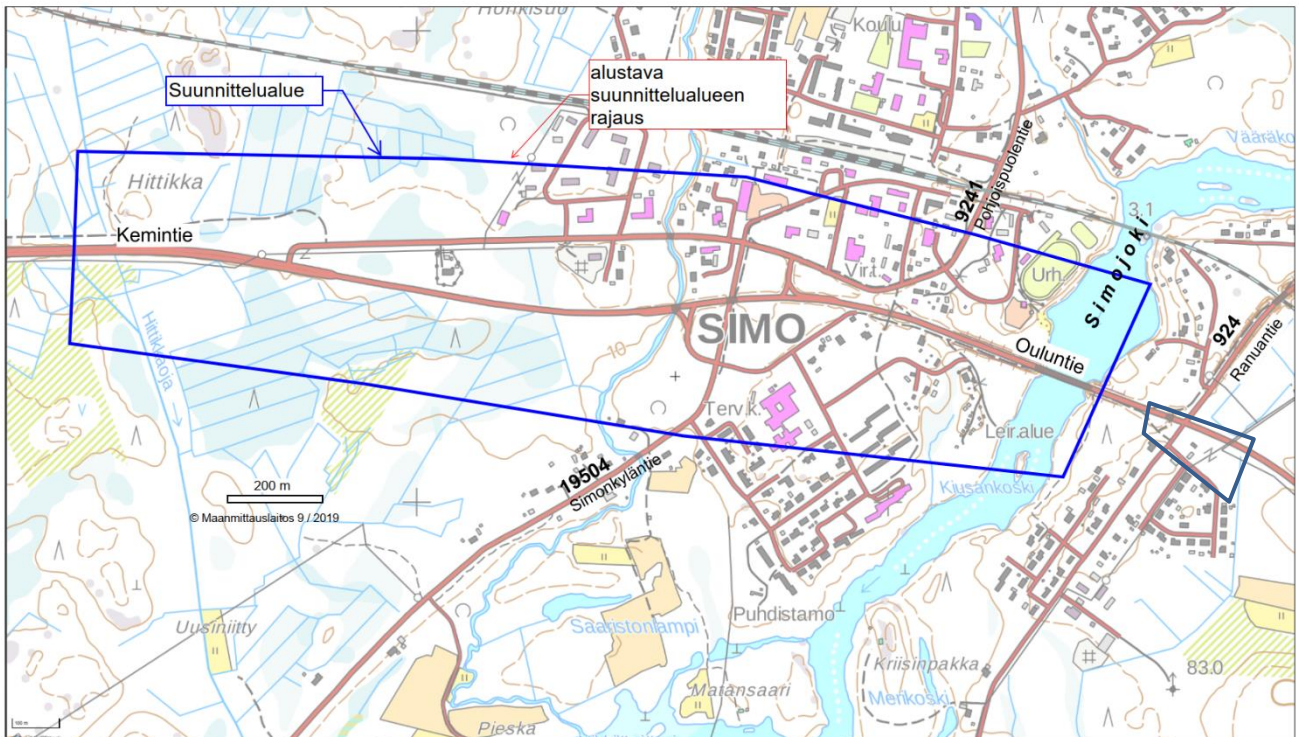 Honkisuo
Koulu
alustava
suunnittelualueen
rajaus
Suunnittelualue
Hittikka
Kemintie
9241
Pohjoispuolentie
3.1
Simojoki
Urh.
Virt.
SIMO
10
Ouluntie
924
Ranuantie
Hittikkaoja
Terv.k.
Leir.alue
Kiusankoski
19504
Simonkyläntie
200 m
© Maanmittauslaitos 9 / 2019
Uusiniitty
Saaristonlampi
Puhdistamo
Kriisinpakka
83.0
Matansaari
Merikoski
Pieska
100 m